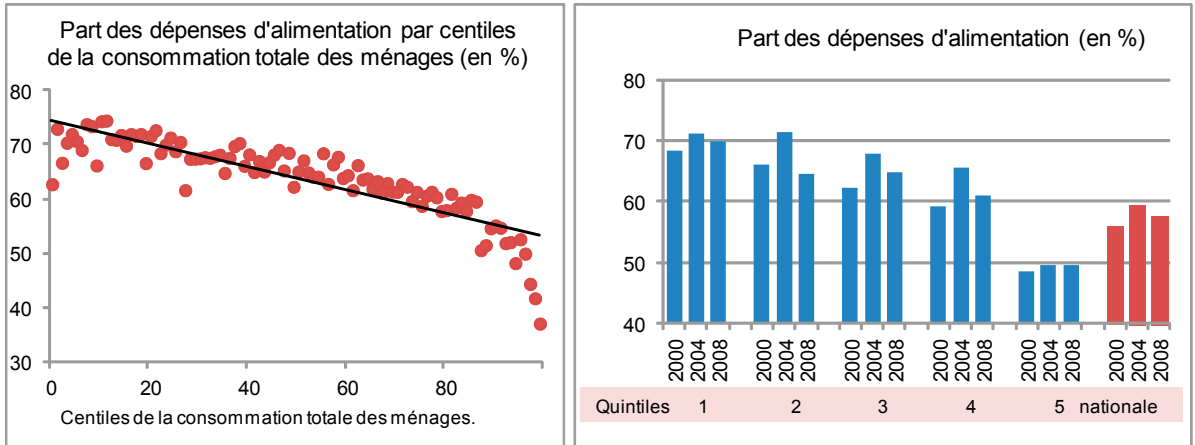 Part des dépenses d'alimentation par centiles
de la consommation totale des ménages (en %)
80
70
60
50
40
30
0 20 40 60 80
Centiles de la consommation totale des ménages.
Part des dépenses d'alimentation (en %)
80
70
60
50
40
2000 2004 2008 2000 2004 2008 2000 2004 2008 2000 2004 2008 2000 2004 2008 2000 2004 2008
Quintiles 1 2 3 4 5 nationale